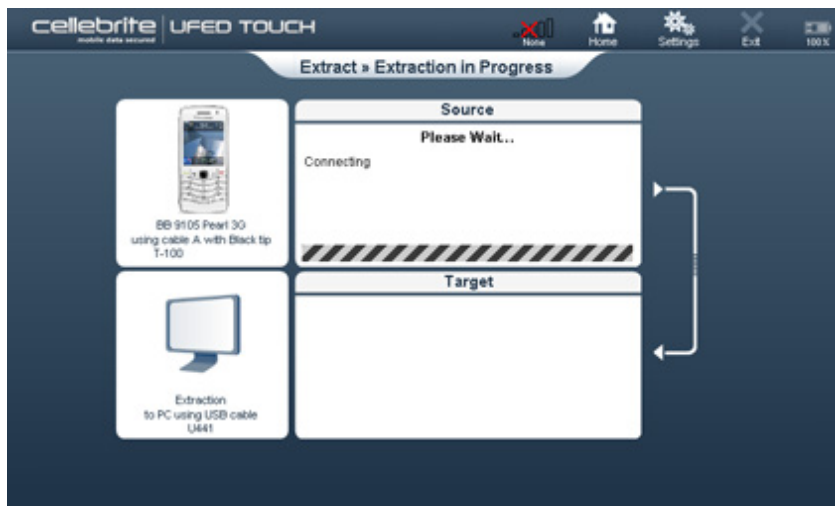 cellebrite UFED TOUCH
mobile data secured
None
Home
Settings
Exit
100%
Extract » Extraction in Progress
Source
Please Wait...
Connecting
BB 9105 Pearl 3G
using cable A with Black tip
T-100
Target
Extraction
to PC using USB cable
U441